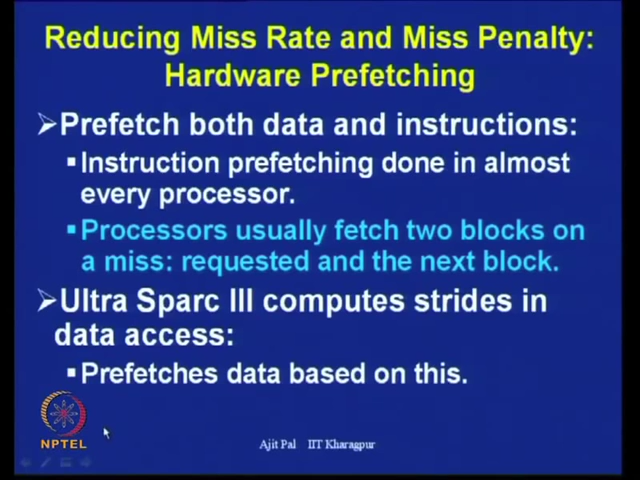 Reducing Miss Rate and Miss Penalty:
Hardware Prefetching
➢Prefetch both data and instructions:
▪Instruction prefetching done in almost
every processor.
▪Processors usually fetch two blocks on
a miss: requested and the next block.
➢Ultra Sparc III computes strides in
data access:
▪Prefetches data based on this.
NPTEL
Ajit Pal IIT Kharagpur